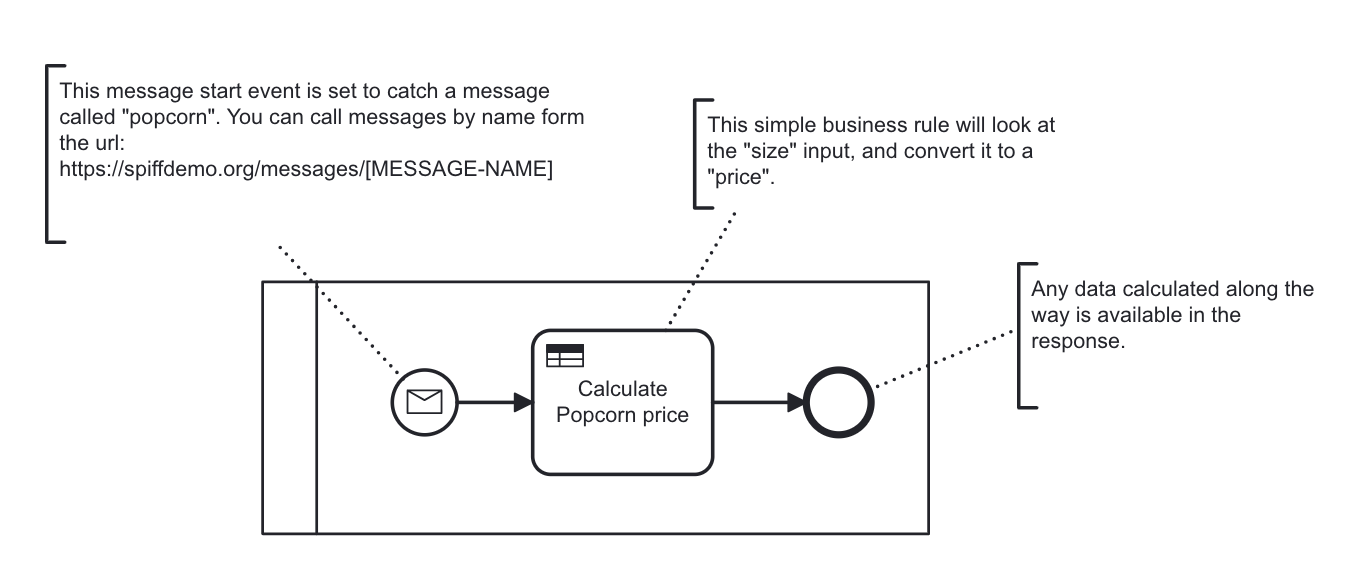 This message start event is set to catch a message
called "popcorn". You can call messages by name form
the url:
https://spiffdemo.org/messages/[MESSAGE-NAME]
This simple business rule will look at
the "size" input, and convert it to a
"price".
Any data calculated along the
way is available in the
response.
Calculate
Popcorn price